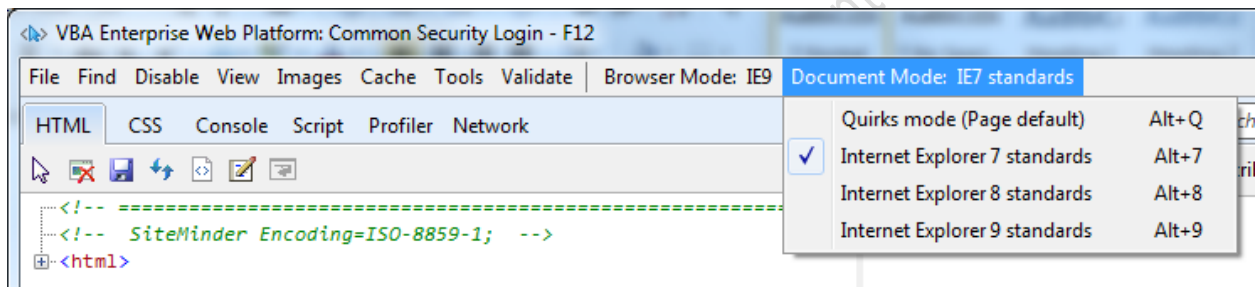 VBA Enterprise Web Platform: Common Security Login - F12
File Find Disable View Images Cache Tools Validate Browser Mode: IE9 Document Mode: IE7 standards
HTML CSS Console Script Profiler Network
Quirks mode (Page default) Alt+Q
Internet Explorer 7 standards Alt+7
Internet Explorer 8 standards Alt+8
Internet Explorer 9 standards Alt+9
<!-- ========================================================
<!-- SiteMinder Encoding=ISO-8859-1; -->
<html>